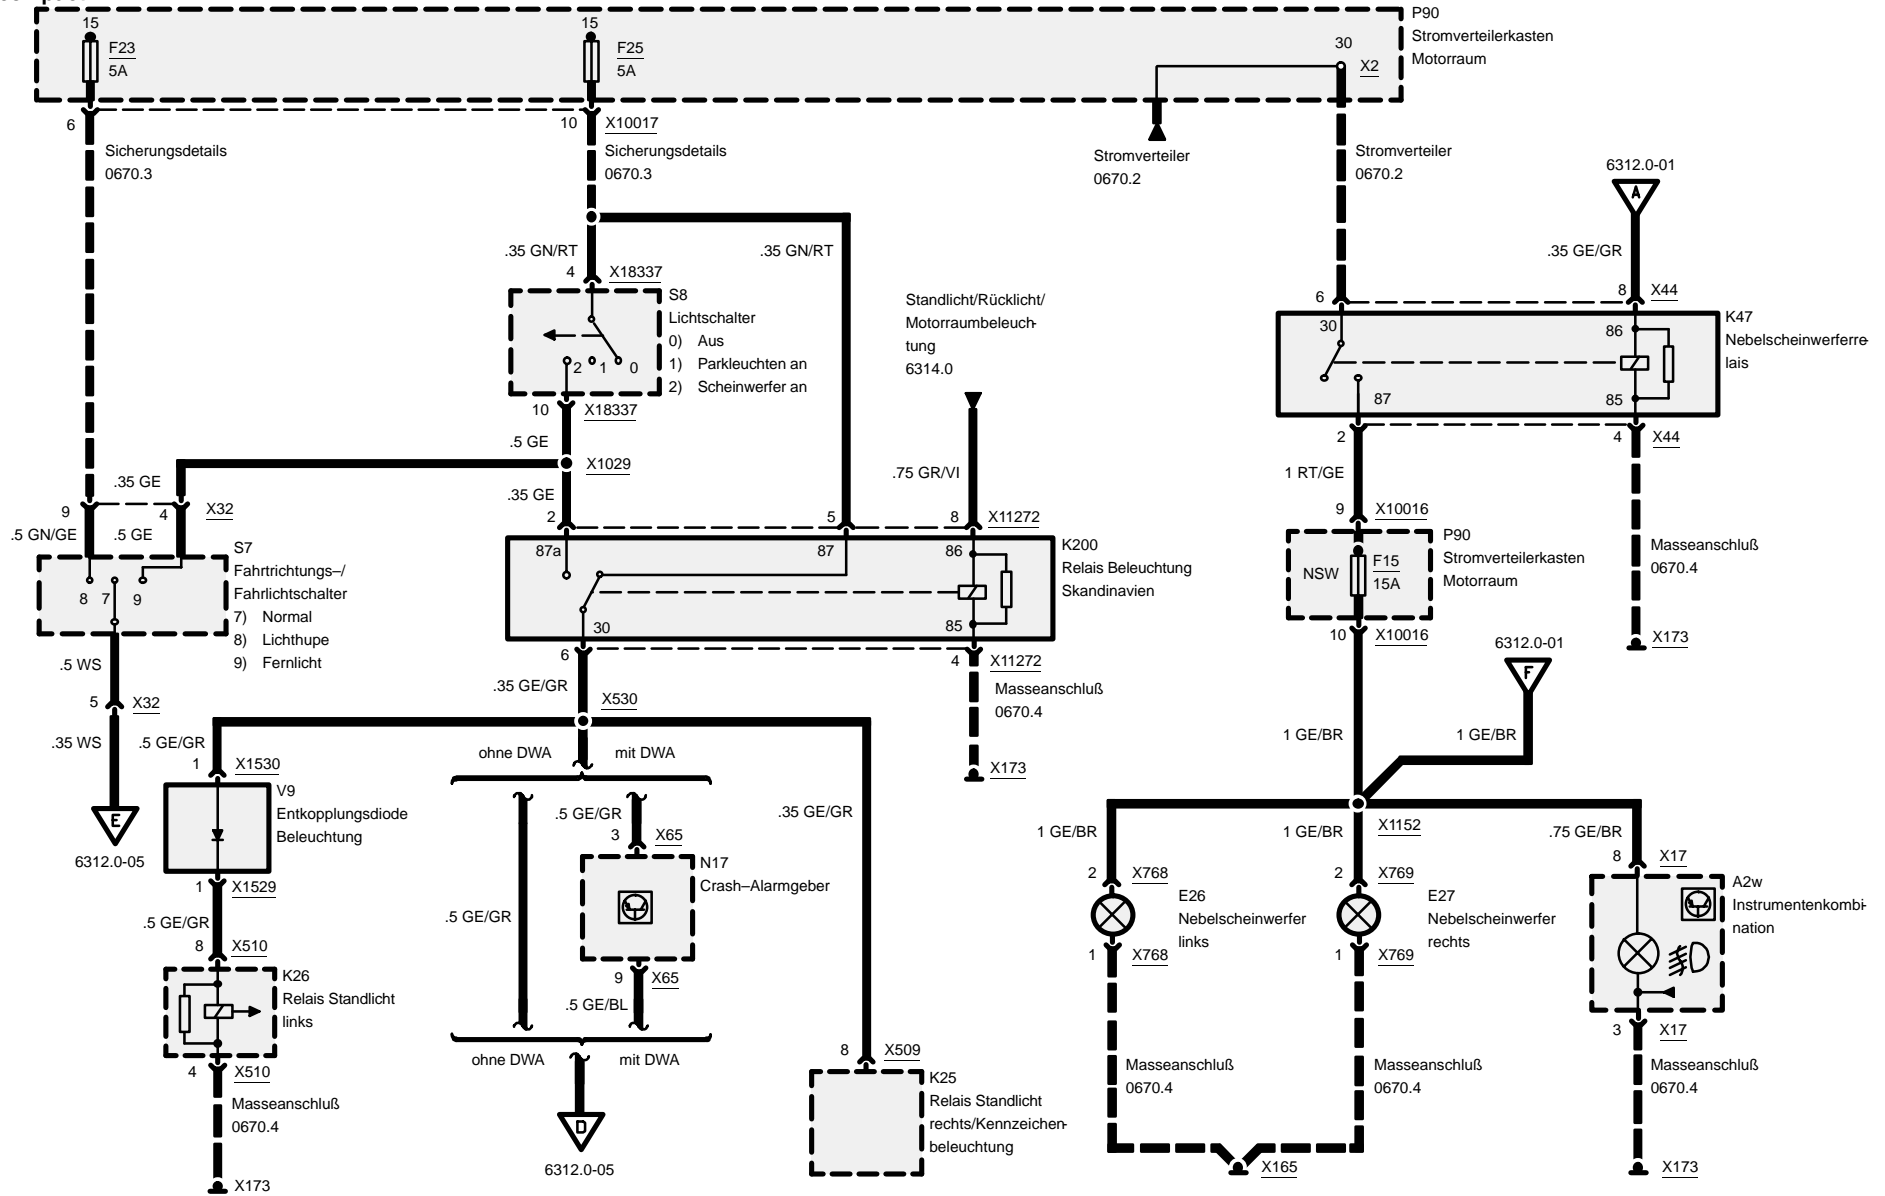 15
F23
5A
15
F25
5A
30
X2
P90
Stromverteilerkasten
Motorraum
6
10
X10017
Sicherungsdetails
0670.3
Sicherungsdetails
0670.3
Stromverteiler
0670.2
Stromverteiler
0670.2
6312.0-01
A
.35 GN/RT
.35 GN/RT
.35 GE/GR
4
X18337
S8
Lichtschalter
0) Aus
1) Parkleuchten an
2) Scheinwerfer an
2 1 0
10
X18337
Standlicht/Rücklicht/
Motorraumbeleuch-
tung
6314.0
6
8
X44
30
86
87
85
K47
Nebelscheinwerferre-
lais
2
4
X44
.5 GE
X1029
.35 GE
.35 GE
.75 GR/VI
1 RT/GE
9
4
X32
.5 GN/GE
.5 GE
2
5
8
X11272
9
X10016
S7
Fahrtrichtungs–/
Fahrlichtschalter
7) Normal
8) Lichthupe
9) Fernlicht
8 7 9
87a
87
86
30
85
K200
Relais Beleuchtung
Skandinavien
NSW
F15
15A
P90
Stromverteilerkasten
Motorraum
Masseanschluß
0670.4
X173
10
X10016
.5 WS
5
X32
.35 WS
E
6312.0-05
6
4
X11272
.35 GE/GR
X530
Masseanschluß
0670.4
X173
6312.0-01
F
1 GE/BR
1 GE/BR
.5 GE/GR
1
X1530
V9
Entkopplungsdiode
Beleuchtung
1
X1529
ohne DWA
mit DWA
.5 GE/GR
3
X65
N17
Crash–Alarmgeber
.5 GE/GR
9
X65
.5 GE/BL
.35 GE/GR
1 GE/BR
1 GE/BR
X1152
.75 GE/BR
2
X768
E26
Nebelscheinwerfer
links
1
X768
2
X769
E27
Nebelscheinwerfer
rechts
1
X769
8
X17
A2w
Instrumentenkombi-
nation
3
X17
.5 GE/GR
8
X510
K26
Relais Standlicht
links
4
X510
Masseanschluß
0670.4
X173
ohne DWA
mit DWA
D
6312.0-05
8
X509
K25
Relais Standlicht
rechts/Kennzeichen-
beleuchtung
Masseanschluß
0670.4
Masseanschluß
0670.4
X165
Masseanschluß
0670.4
X173